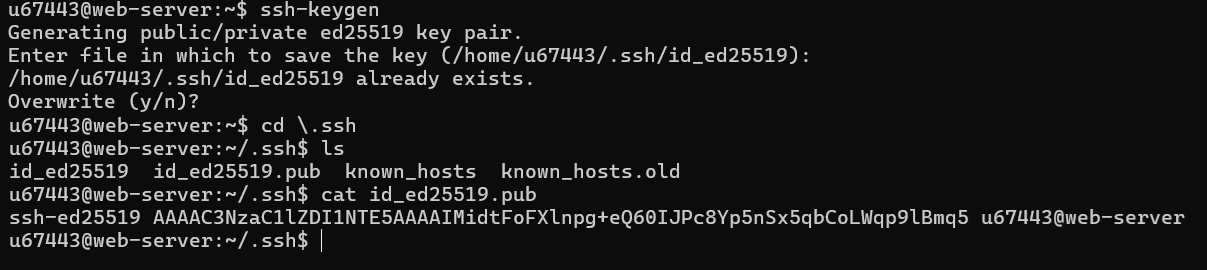 u67443@web-server:~$ ssh-keygen
Generating public/private ed25519 key pair.
Enter file in which to save the key (/home/u67443/.ssh/id_ed25519):
/home/u67443/.ssh/id_ed25519 already exists.
Overwrite (y/n)?
u67443@web-server:~$ cd \.ssh
u67443@web-server:~/.ssh$ ls
id_ed25519  id_ed25519.pub  known_hosts  known_hosts.old
u67443@web-server:~/.ssh$ cat id_ed25519.pub
ssh-ed25519 AAAAC3NzaC1lZDI1NTE5AAAAIMidtFoFXlnpg+eQ60IJPc8Yp5nSx5qbCoLWqp9lBmq5 u67443@web-server
u67443@web-server:~/.ssh$